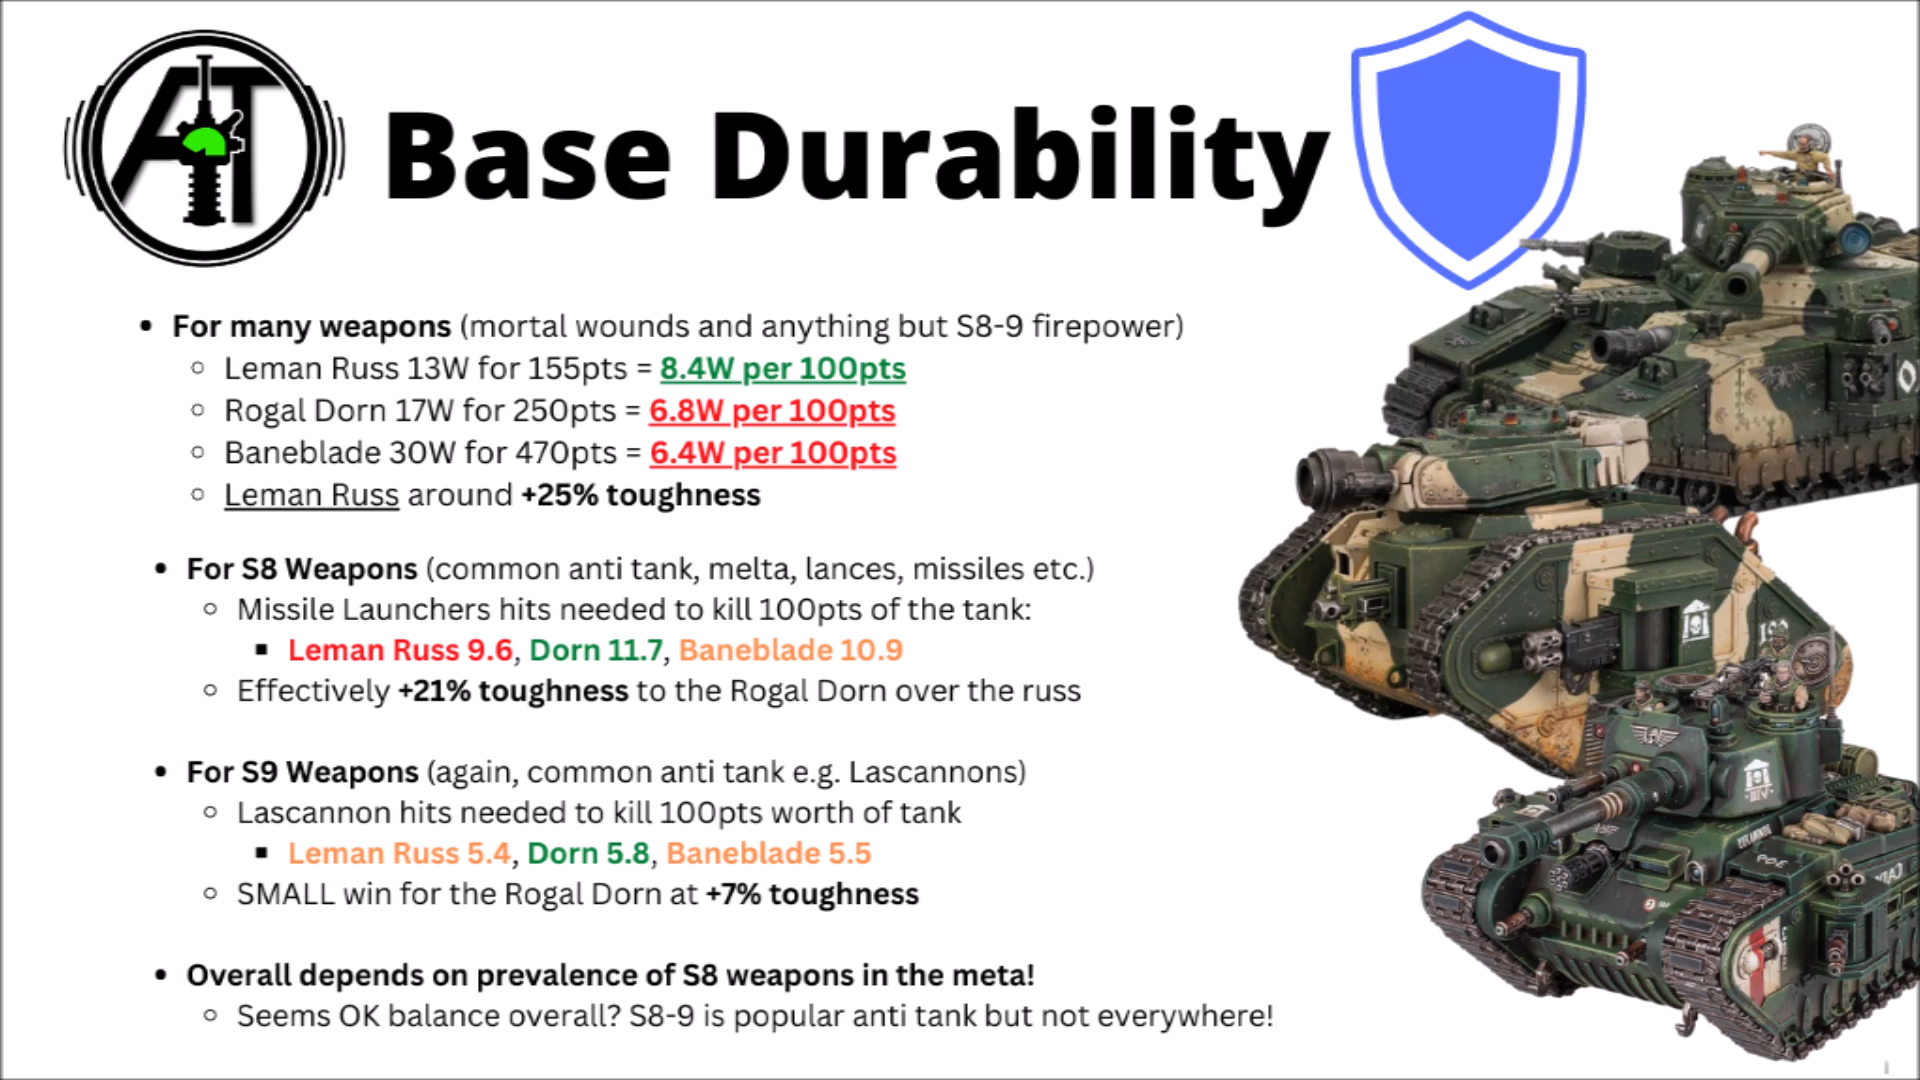 AT
Base Durability
• For many weapons (mortal wounds and anything but S8-9 firepower)
○ Leman Russ 13W for 155pts = 8.4W per 100pts
○ Rogal Dorn 17W for 250pts = 6.8W per 100pts
○ Baneblade 30W for 470pts = 6.4W per 100pts
○ Leman Russ around +25% toughness
• For S8 Weapons (common anti tank, melta, lances, missiles etc.)
○ Missile Launchers hits needed to kill 100pts of the tank:
▪ Leman Russ 9.6, Dorn 11.7, Baneblade 10.9
○ Effectively +21% toughness to the Rogal Dorn over the russ
• For S9 Weapons (again, common anti tank e.g. Lascannons)
○ Lascannon hits needed to kill 100pts worth of tank
▪ Leman Russ 5.4, Dorn 5.8, Baneblade 5.5
○ SMALL win for the Rogal Dorn at +7% toughness
• Overall depends on prevalence of S8 weapons in the meta!
○ Seems OK balance overall? S8-9 is popular anti tank but not everywhere!